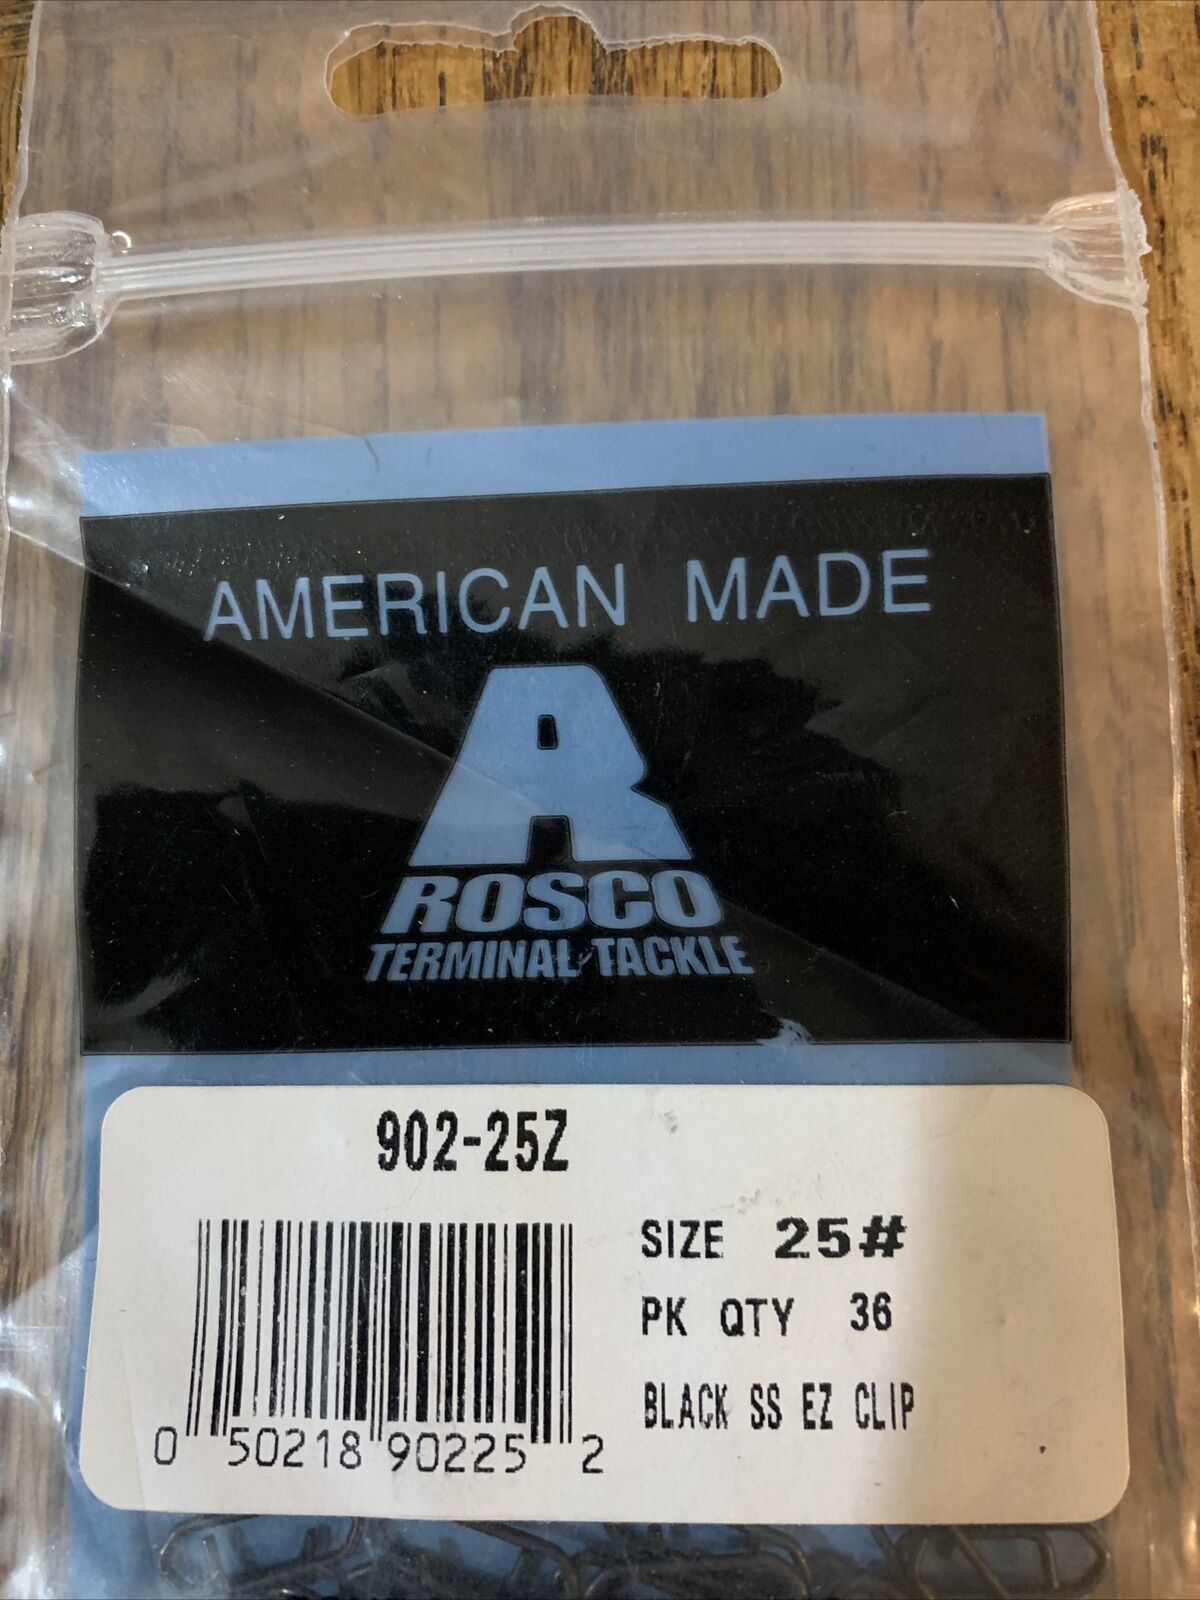 AMERICAN MADE
R
ROSCO
TERMINAL TACKLE
902-25Z
SIZE 25#
PK QTY 36
BLACK SS EZ CLIP
0 50218 90225 2